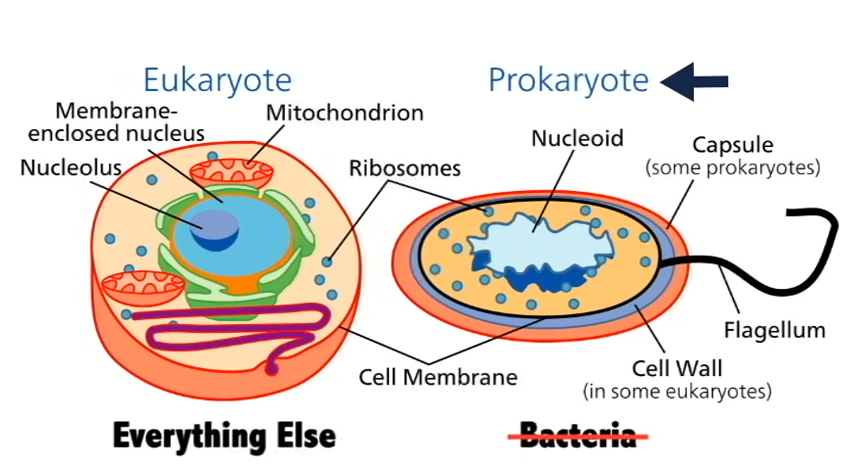 Eukaryote
Prokaryote
Membrane-
enclosed nucleus
Mitochondrion
Nucleolus
Ribosomes
Nucleoid
Capsule
(some prokaryotes)
Cell Membrane
Flagellum
Cell Wall
(in some eukaryotes)
Everything Else
Bacteria